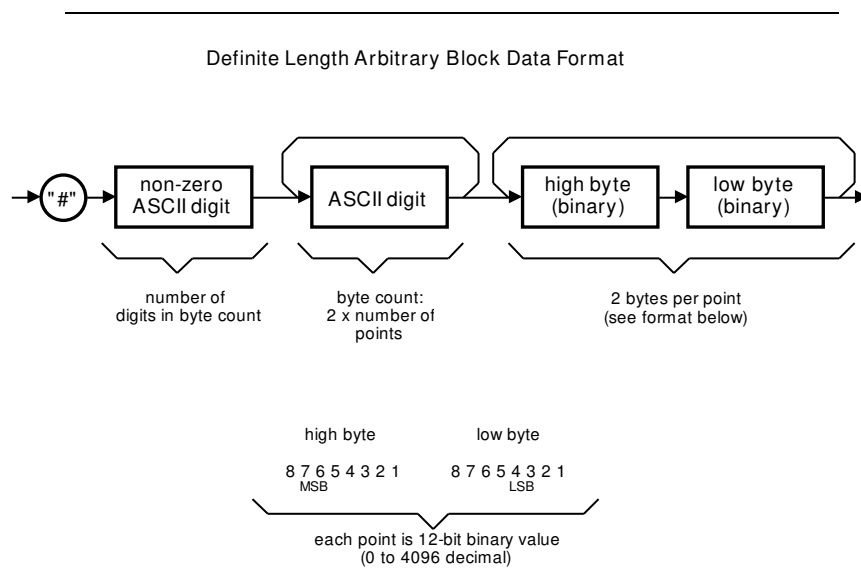 Definite Length Arbitrary Block Data Format
"#"
non-zero
ASCII digit
ASCII digit
high byte
(binary)
low byte
(binary)
number of
digits in byte count
byte count:
2 x number of
points
2 bytes per point
(see format below)
high byte
low byte
8 7 6 5 4 3 2 1
8 7 6 5 4 3 2 1
MSB
LSB
each point is 12-bit binary value
(0 to 4096 decimal)